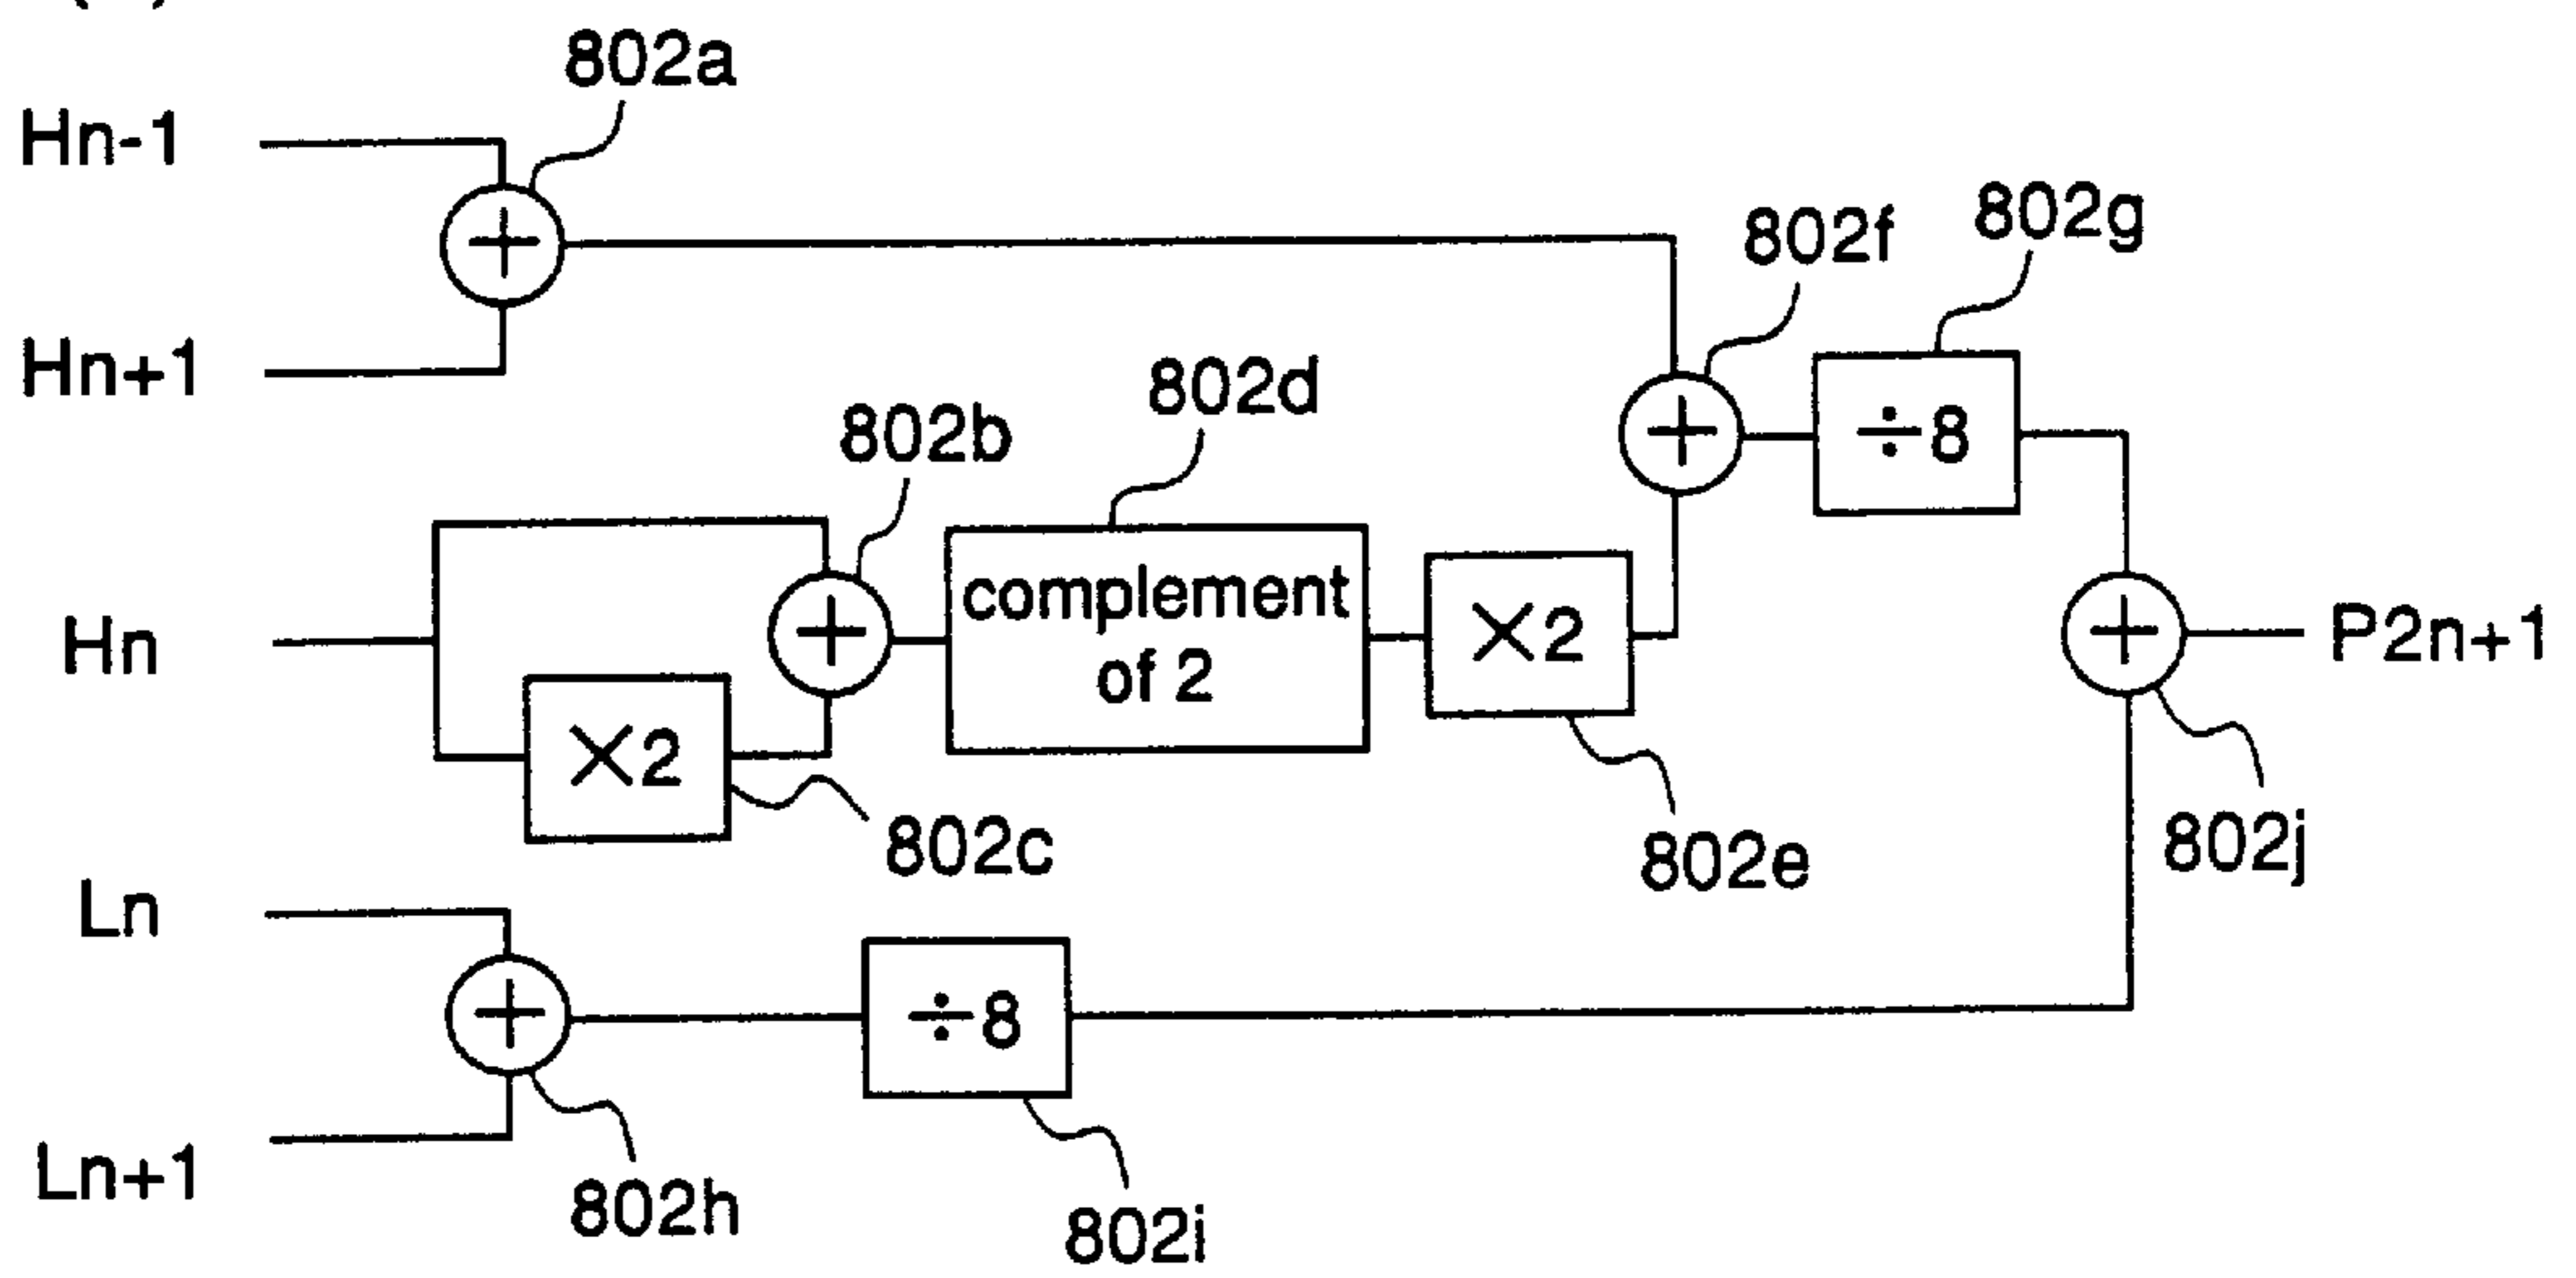 802a
Hn-1
+
802f
802g
Hn+1
802d
+
÷8
802b
complement
of 2
Hn
+
×2
+
P2n+1
×2
802c
802e
802j
Ln
+
÷8
Ln+1
802h
802i